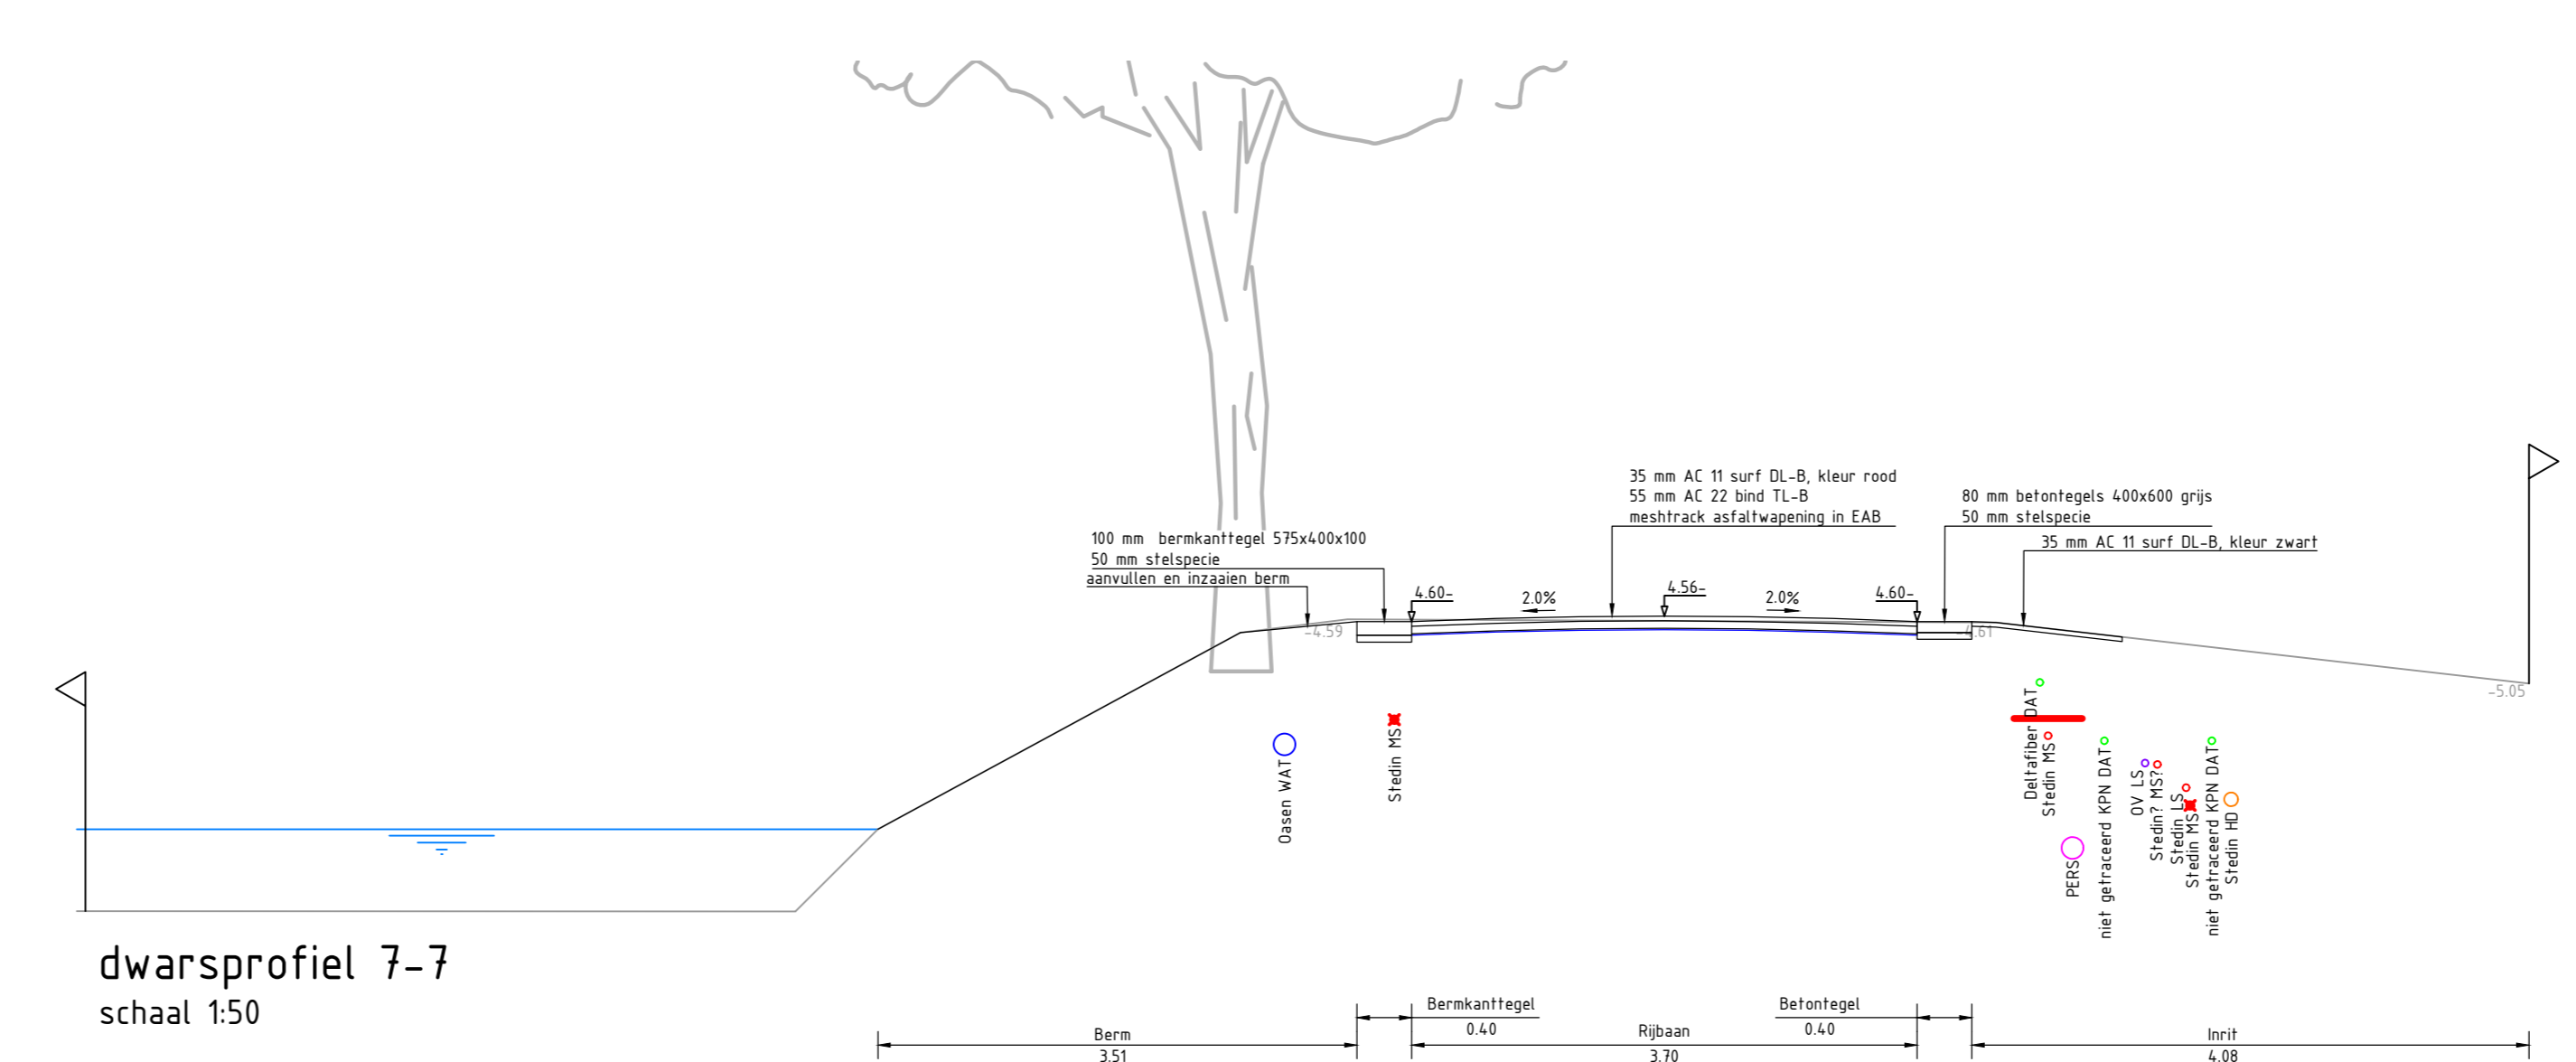 35 mm AC 11 surf DL-B, kleur rood
55 mm AC 22 bind TL-B
meshtrack asfaltwapening in EAB
80 mm betontegels 400x600 grijs
50 mm stelspecie
35 mm AC 11 surf DL-B, kleur zwart
100 mm bermkanttegel 575x400x100
50 mm stelspecie
aanvullen en inzaaien berm
4.60-
2.0%
4.56-
2.0%
4.60-
-4.59
-4.61
-5.05
Oasen WAT
Stedin MS
Deltafiber DAT
Stedin MS
PERS
niet getraceerd KPN DAT
OV LS
Stedin? MS?
Stedin LS
Stedin MS
niet getraceerd KPN DAT
Stedin HD
dwarsprofiel 7-7
schaal 1:50
Berm
3.51
Bermkanttegel
0.40
Rijbaan
3.70
Betontegel
0.40
Inrit
4.08